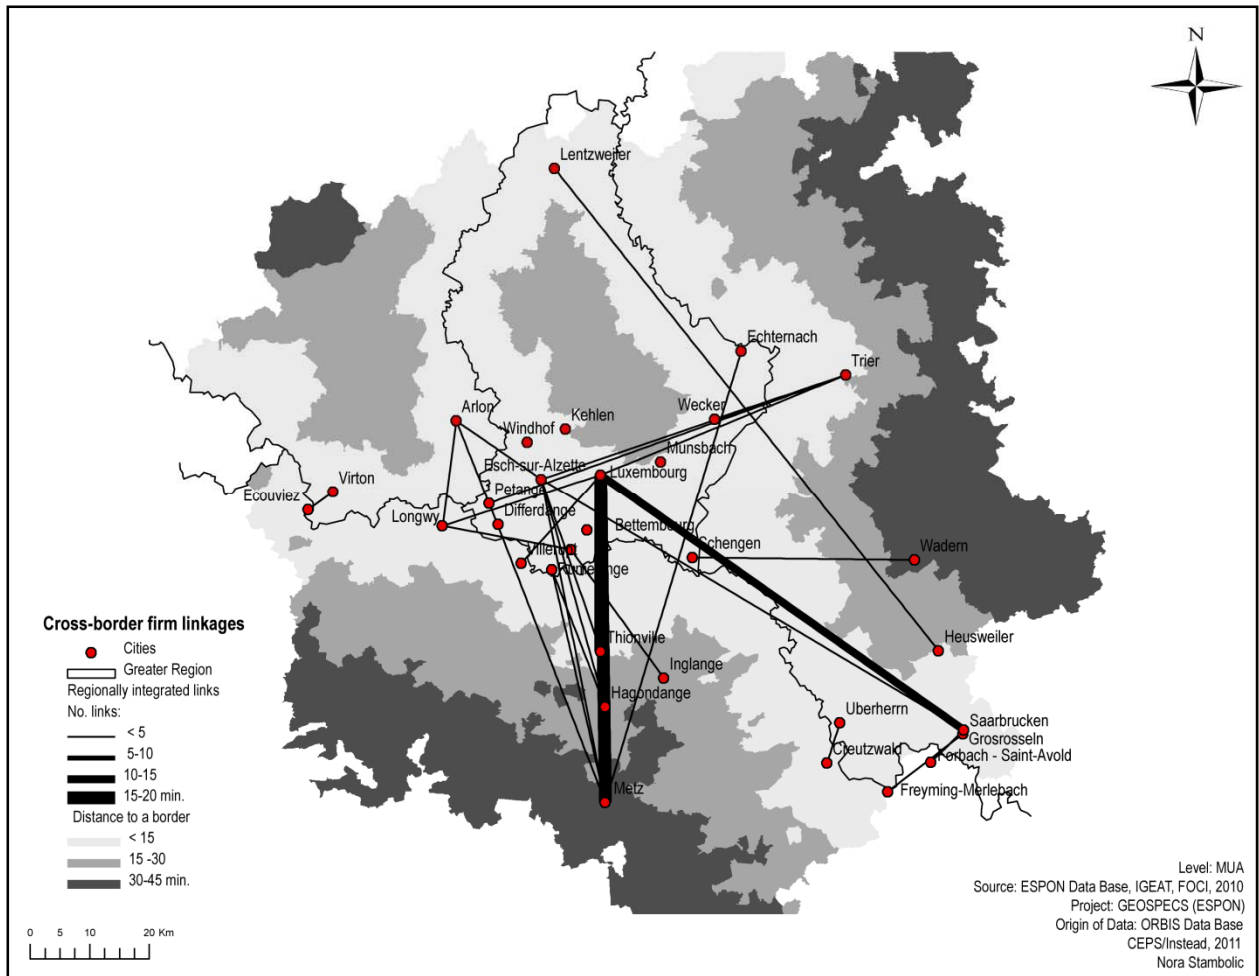 N
Lentzweiler
Echternach
Trier
Arlon
Kehlen
Wecker
Windhof
Munsbach
Esch-sur-Alzette
Luxembourg
Virton
Ecouviez
Petange
Longwy
Differdange
Bettembourg
Schengen
Wadern
Thionville
Heusweiler
Inglange
Hagondange
Uberherrn
Saarbrucken
Grosrosseln
Creutzwald
Forbach - Saint-Avold
Metz
Freyming-Merlebach
Cross-border firm linkages
Cities
Greater Region
Regionally integrated links
No. links:
< 5
5-10
10-15
15-20 min.
Distance to a border
< 15
15 -30
30-45 min.
0 5 10 20 Km
Level: MUA
Source: ESPON Data Base, IGEAT, FOCI, 2010
Project: GEOSPECS (ESPON)
Origin of Data: ORBIS Data Base
CEPS/Instead, 2011
Nora Stambolic